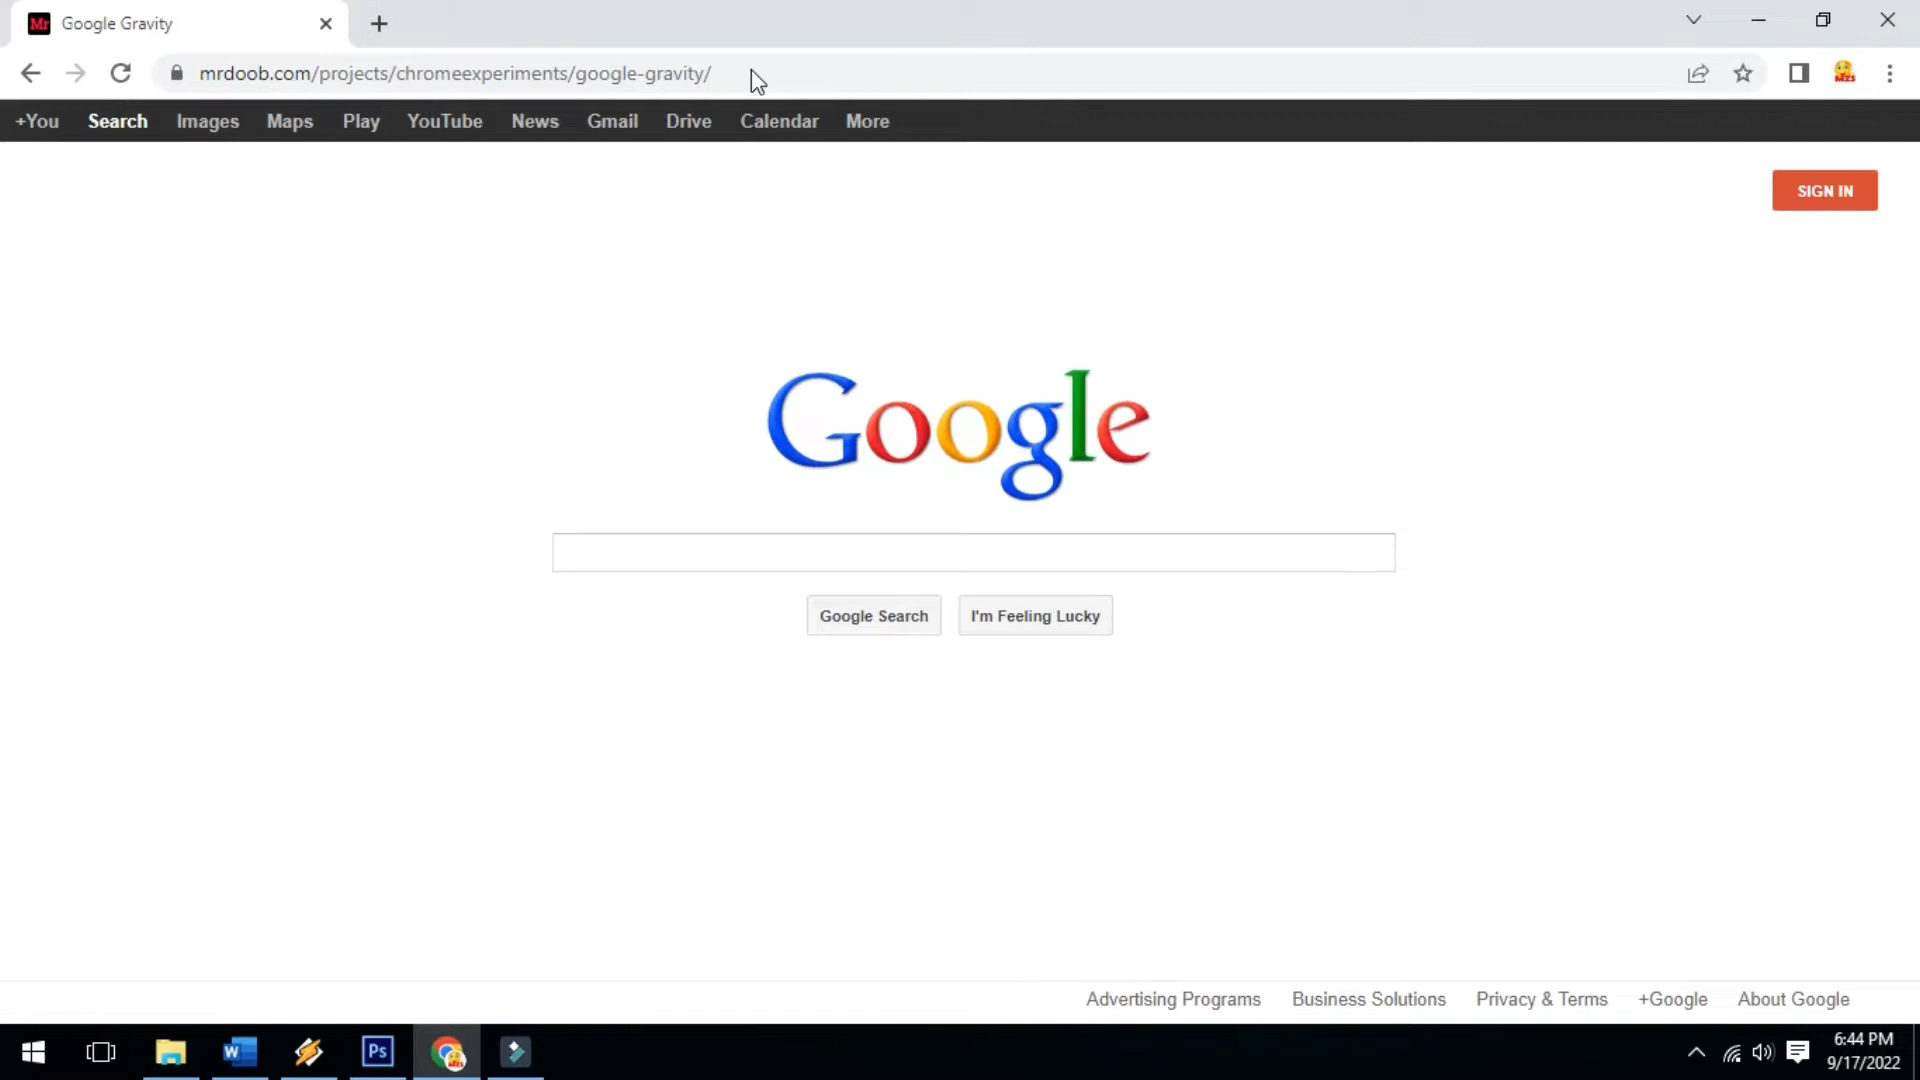 Mr Google Gravity
mrdoob.com/projects/chromeexperiments/google-gravity/
+You Search Images Maps Play YouTube News Gmail Drive Calendar More
SIGN IN
Google
Google Search I'm Feeling Lucky
Advertising Programs Business Solutions Privacy & Terms +Google About Google
W Ps
6:44 PM
9/17/2022